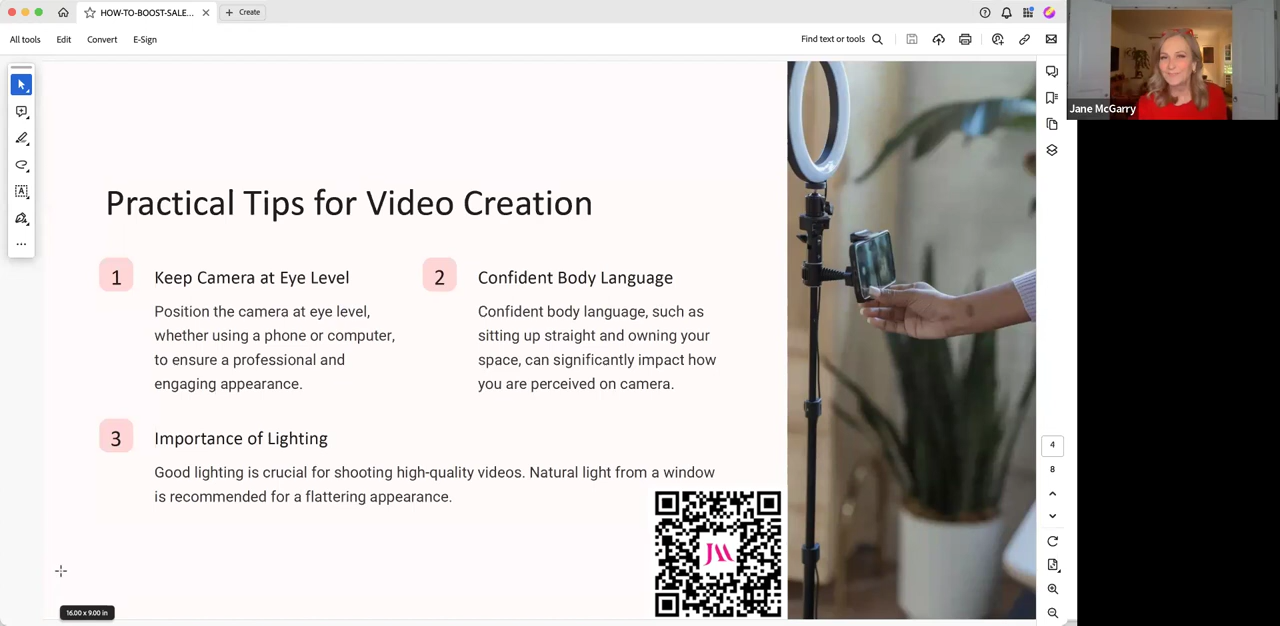 HOW-TO-BOOST-SALE...
Create
All tools
Edit
Convert
E-Sign
Find text or tools
Jane McGarry
Practical Tips for Video Creation
1
Keep Camera at Eye Level
Position the camera at eye level,
whether using a phone or computer,
to ensure a professional and
engaging appearance.
2
Confident Body Language
Confident body language, such as
sitting up straight and owning your
space, can significantly impact how
you are perceived on camera.
3
Importance of Lighting
Good lighting is crucial for shooting high-quality videos. Natural light from a window
is recommended for a flattering appearance.
JM
4
8
16.00 x 9.00 in